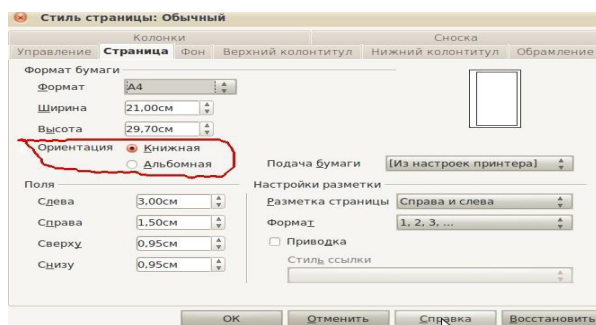 Стиль страницы: Обычный
Колонки Сноска
Управление Страница Фон Верхний колонтитул Нижний колонтитул Обрамление
Формат бумаги
Формат A4
Ширина 21,00см
Высота 29,70см
Ориентация Книжная
Альбомная Подача бумаги [Из настроек принтера]
Поля Настройки разметки
Слева 3,00см Разметка страницы Справа и слева
Справа 1,50см Формат 1, 2, 3, ...
Сверху 0,95см Приводка
Снизу 0,95см Стиль ссылки
ОК Отменить Справка Восстановить